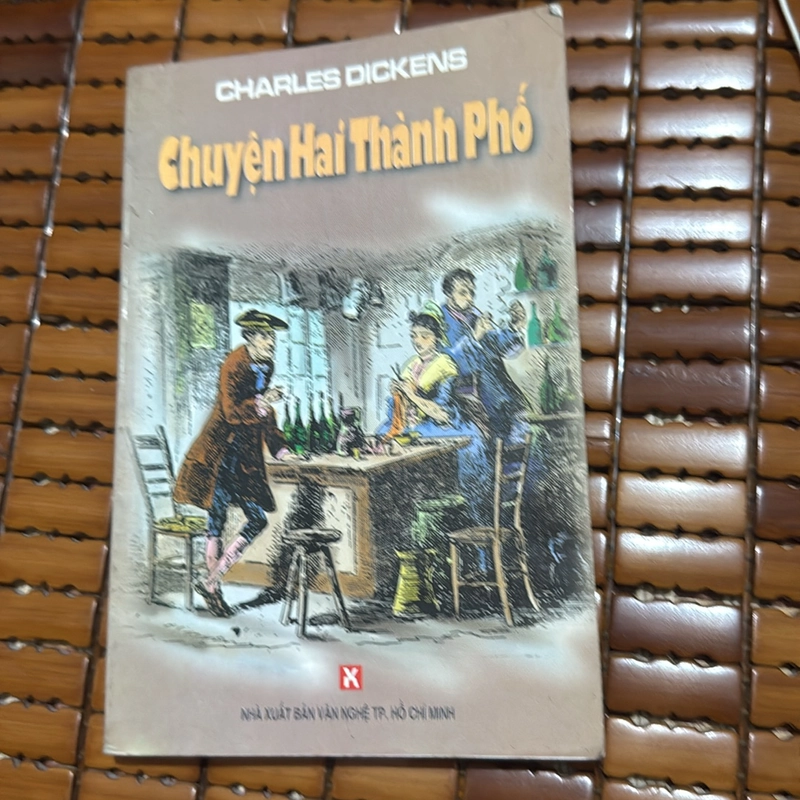 CHARLES DICKENS
Chuyện Hai Thành Phố
X
NHÀ XUẤT BẢN VĂN NGHỆ TP. HỒ CHÍ MINH